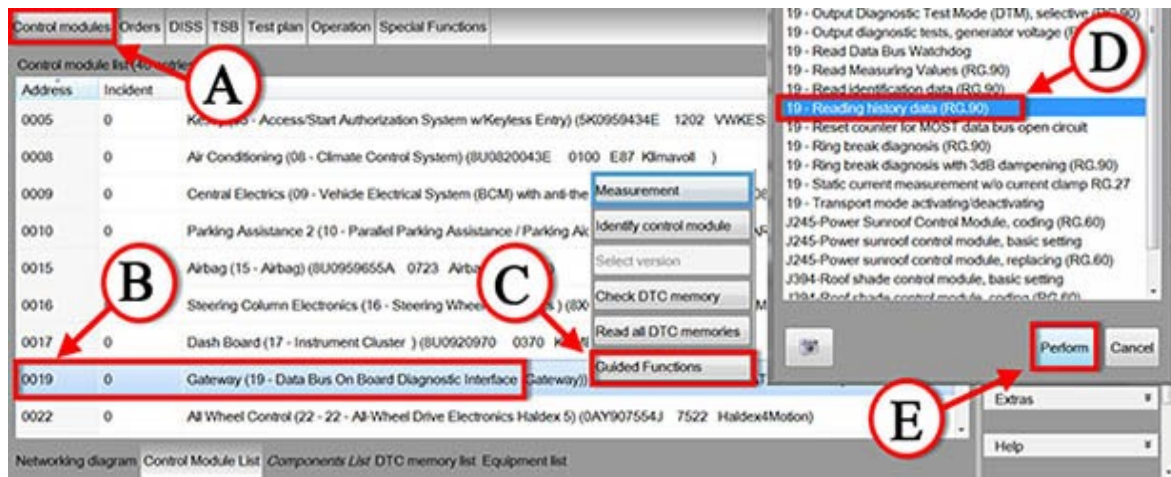 Control modules Orders DISS TSB Test plan Operation Special Functions
A
Control module list
Address Incident
0005 0 Access/Start Authorization System w/Keyless Entry) (5K0959434E 1202 VWKES
0008 0 Air Conditioning (08 - Climate Control System) (8U0820043E 0100 E87 Klimavoll )
0009 0 Central Electrics (09 - Vehicle Electrical System (BCM) with anti-the
0010 0 Parking Assistance 2 (10 - Parallel Parking Assistance / Parking Aid
0015 0 Airbag (15 - Airbag) (8U0959655A 0723
0016 0 Steering Column Electronics (16 - Steering
0017 0 Dash Board (17 - Instrument Cluster ) (8U0920970 0370
0019 0 Gateway (19 - Data Bus On Board Diagnostic Interface Gateway))
0022 0 All Wheel Control (22 - 22 - All-Wheel Drive Electronics Haldex 5) (0AY907554J 7522 Haldex4Motion)
B
Networking diagram Control Module List Components List DTC memory list Equipment list
C
Measurement
Identify control module
Select version
Check DTC memory
Read all DTC memories
Guided Functions
19 - Output Diagnostic Test Mode (DTM), selective
19 - Output diagnostic tests, generator voltage
19 - Read Data Bus Watchdog
19 - Read Measuring Values (RG.90)
19 - Read identification data (RG.90)
19 - Reading history data (RG.90)
19 - Reset counter for MOST data bus open circuit
19 - Ring break diagnosis (RG.90)
19 - Ring break diagnosis with 3dB dampening (RG.90)
19 - Static current measurement w/o current clamp RG.27
19 - Transport mode activating/deactivating
J245-Power Sunroof Control Module, coding (RG.60)
J245-Power sunroof control module, basic setting
J245-Power sunroof control module, replacing (RG.60)
J394-Roof shade control module, basic setting
J394-Roof shade control module, coding (RG.60)
D
Perform Cancel
E
Extras
Help